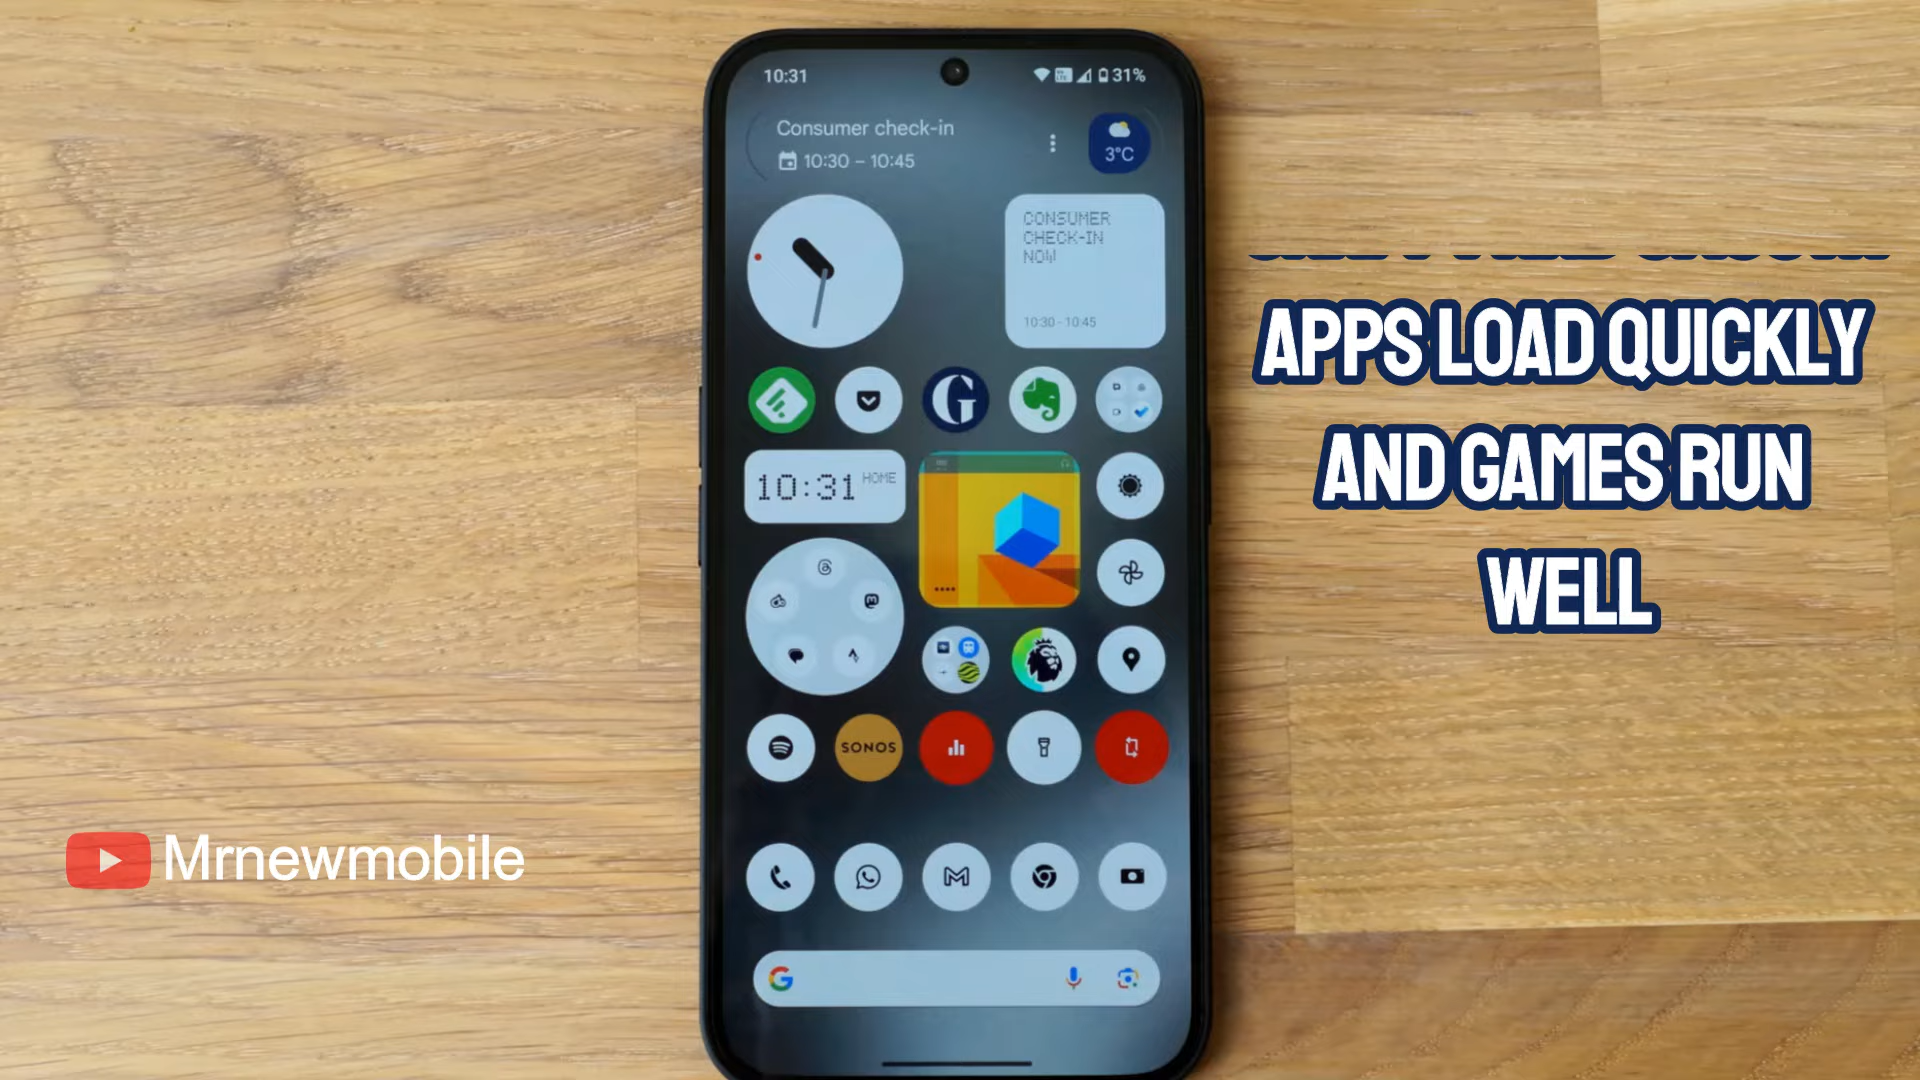 10:31
31%
Consumer check-in
10:30 – 10:45
3°C
CONSUMER
CHECK-IN
NOW
10:30 - 10:45
10:31 HOME
SONOS
APPS LOAD QUICKLY
AND GAMES RUN
WELL
Mrnewmobile